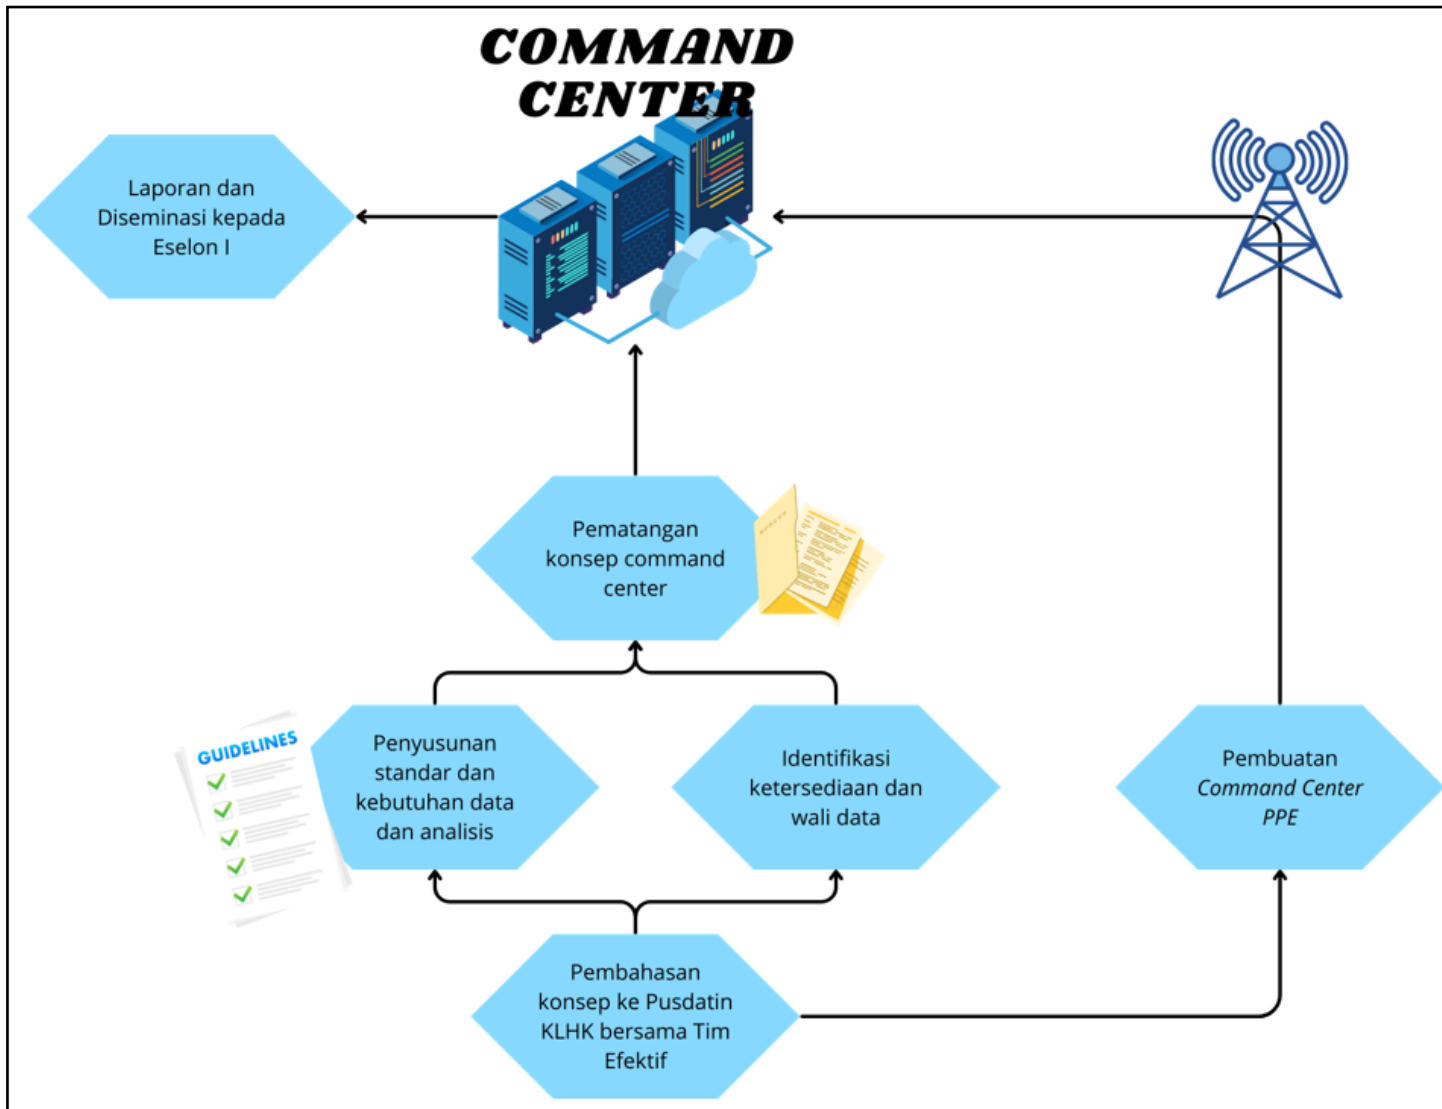 COMMAND
CENTER
Laporan dan
Diseminasi kepada
Eselon I
Pematangan
konsep command
center
GUIDELINES
Penyusunan
standar dan
kebutuhan data
dan analisis
Identifikasi
ketersediaan dan
wali data
Pembuatan
Command Center
PPE
Pembahasan
konsep ke Pusdatin
KLHK bersama Tim
Efektif